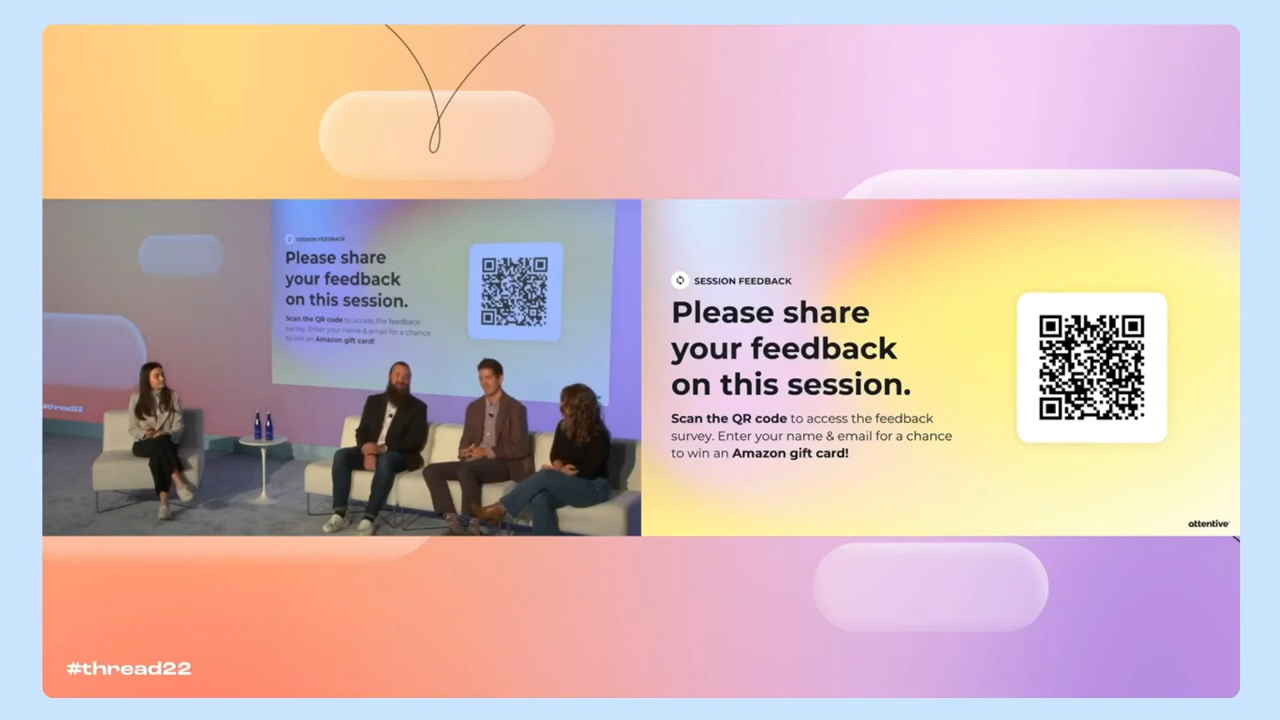 SESSION FEEDBACK
Please share
your feedback
on this session.
Scan the QR code to access the feedback
survey. Enter your name & email for a chance
to win an Amazon gift card!
#thread22
SESSION FEEDBACK
Please share
your feedback
on this session.
Scan the QR code to access the feedback
survey. Enter your name & email for a chance
to win an Amazon gift card!
attentive
#thread22